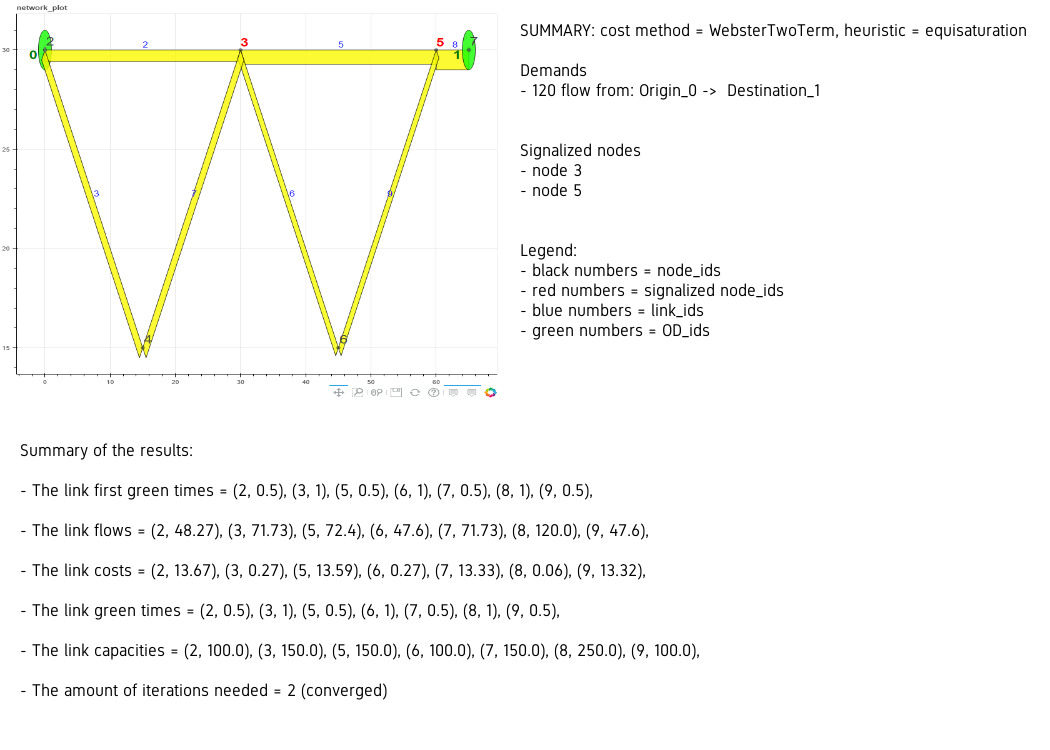 network_plot
SUMMARY: cost method = WebsterTwoTerm, heuristic = equisaturation
Demands
- 120 flow from: Origin_0 -> Destination_1
Signalized nodes
- node 3
- node 5
Legend:
- black numbers = node_ids
- red numbers = signalized node_ids
- blue numbers = link_ids
- green numbers = OD_ids
2 2 3 5 5 8 7
0 1
30
25
3 7 6 9
20
4 6
15
0 10 20 30 40 50 60
Summary of the results:
- The link first green times = (2, 0.5), (3, 1), (5, 0.5), (6, 1), (7, 0.5), (8, 1), (9, 0.5),
- The link flows = (2, 48.27), (3, 71.73), (5, 72.4), (6, 47.6), (7, 71.73), (8, 120.0), (9, 47.6),
- The link costs = (2, 13.67), (3, 0.27), (5, 13.59), (6, 0.27), (7, 13.33), (8, 0.06), (9, 13.32),
- The link green times = (2, 0.5), (3, 1), (5, 0.5), (6, 1), (7, 0.5), (8, 1), (9, 0.5),
- The link capacities = (2, 100.0), (3, 150.0), (5, 150.0), (6, 100.0), (7, 150.0), (8, 250.0), (9, 100.0),
- The amount of iterations needed = 2 (converged)